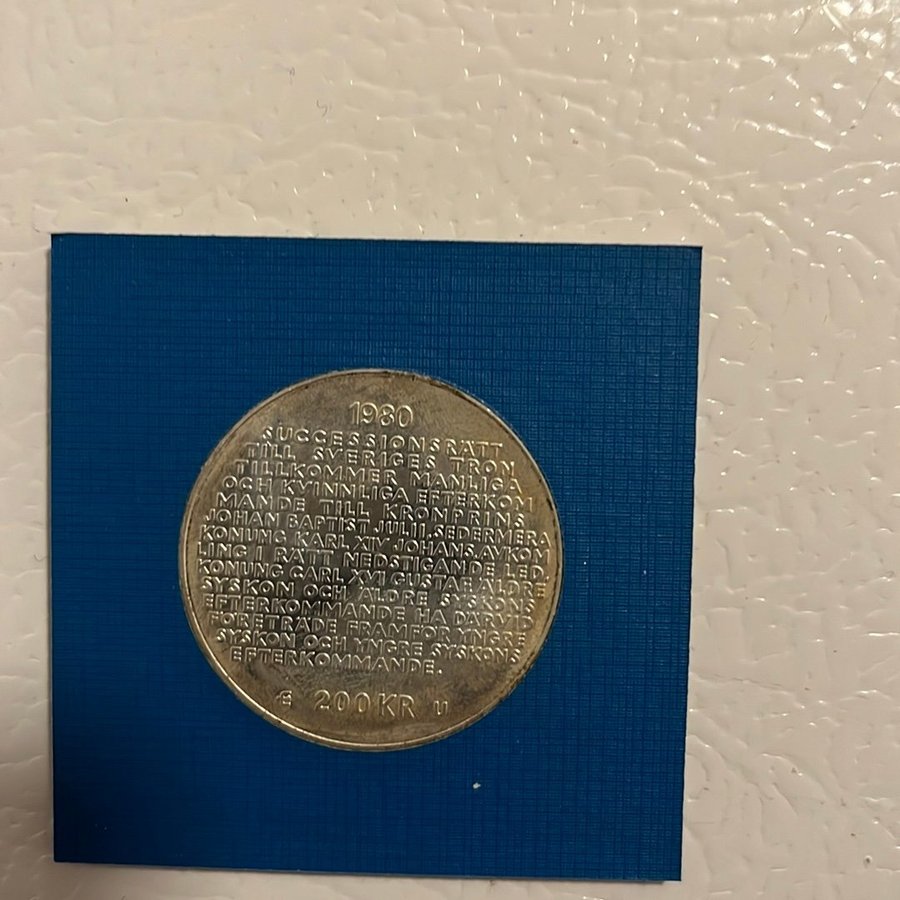 1980
SUCCESSIONSRÄTT
TILL SVERIGES TRON
TILLKOMMER MANLIGA
OCH KVINNLIGA EFTERKOM
MANDE TILL KRONPRINS
JOHAN BAPTIST JULII, SEDERMERA
KONUNG KARL XIV JOHANS, AVKOM
LING I RÄTT NEDSTIGANDE LED,
KONUNG CARL XVI GUSTAF. ÄLDRE
SYSKON OCH ÄLDRE SYSKONS
EFTERKOMMANDE HA DÄRVID
FÖRETRÄDE FRAMFÖR YNGRE
SYSKON OCH YNGRE SYSKONS
EFTERKOMMANDE.
200 KR U